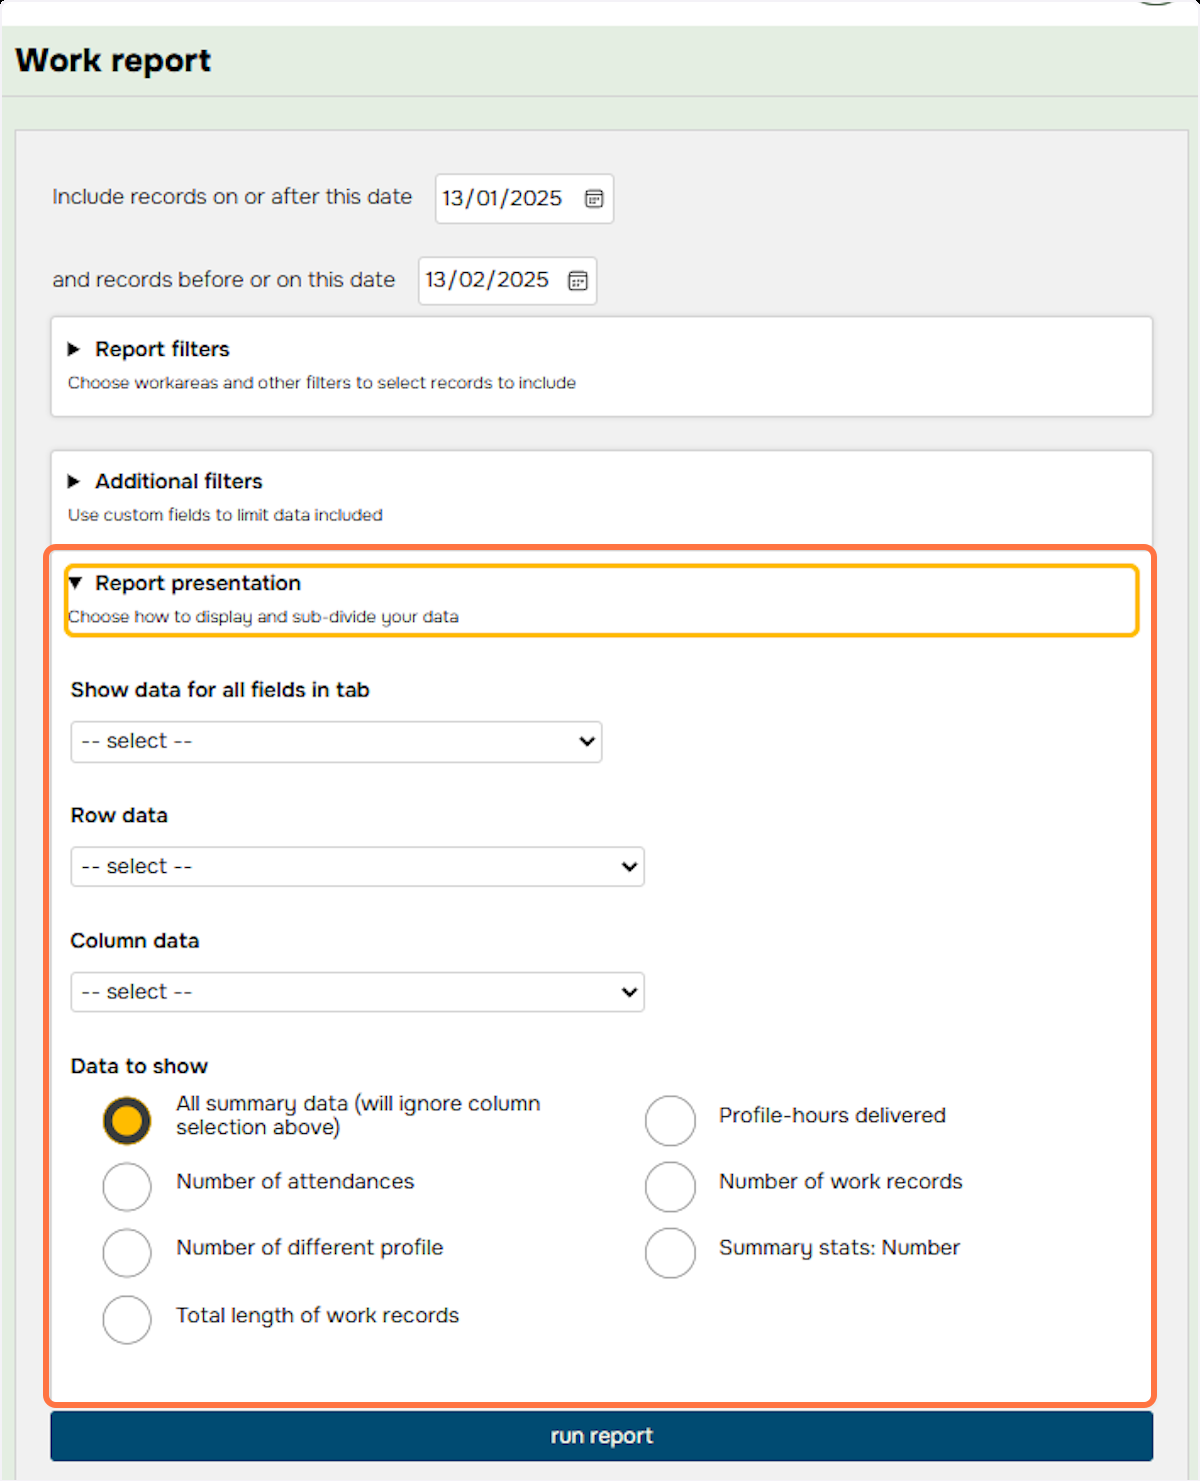 Work report
Include records on or after this date 13/01/2025
and records before or on this date 13/02/2025
Report filters
Choose workareas and other filters to select records to include
Additional filters
Use custom fields to limit data included
Report presentation
Choose how to display and sub-divide your data
Show data for all fields in tab
-- select --
Row data
-- select --
Column data
-- select --
Data to show
All summary data (will ignore column
selection above)
Profile-hours delivered
Number of attendances
Number of work records
Number of different profile
Summary stats: Number
Total length of work records
run report